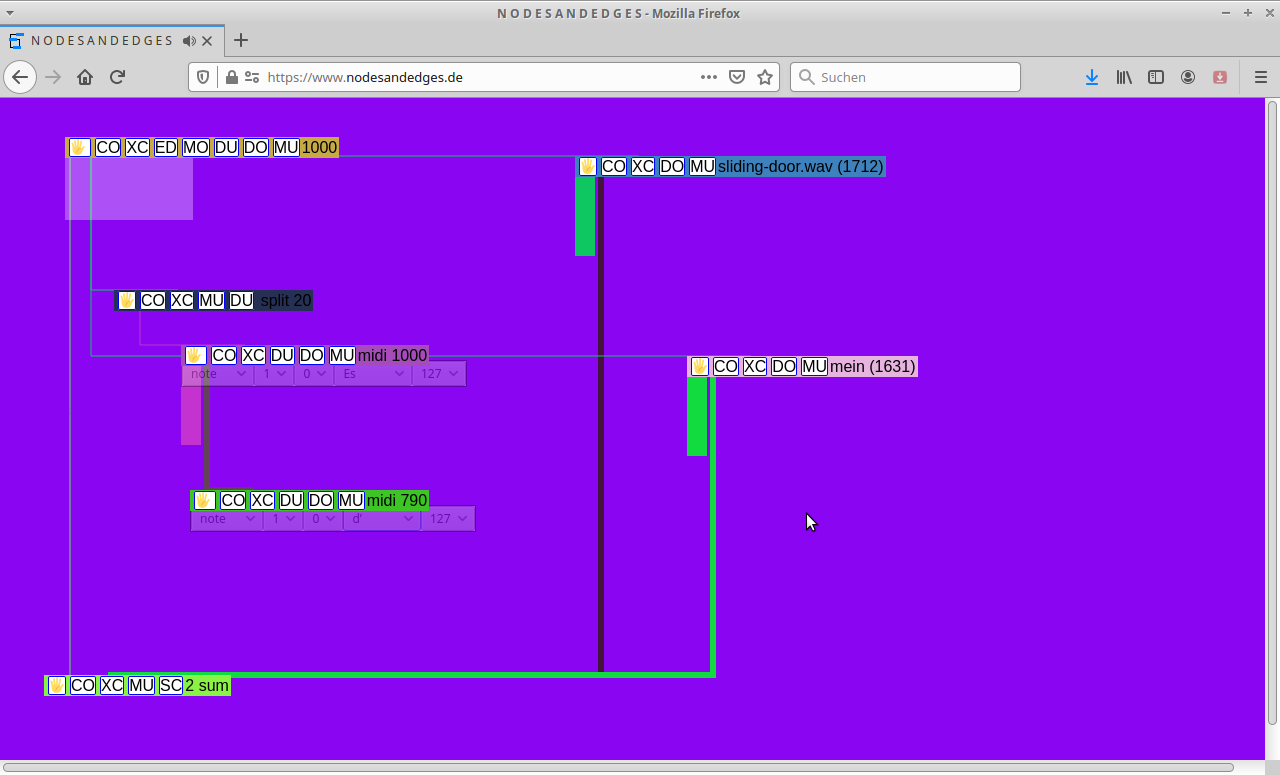 N O D E S A N D E D G E S - Mozilla Firefox
N O D E S A N D E D G E S
https://www.nodesandedges.de
Suchen
CO XC ED MO DU DO MU 1000
CO XC DO MU sliding-door.wav (1712)
CO XC MU DU split 20
CO XC DU DO MU midi 1000
note 1 0 Es 127
CO XC DO MU mein (1631)
CO XC DU DO MU midi 790
note 1 0 d' 127
CO XC MU SC 2 sum